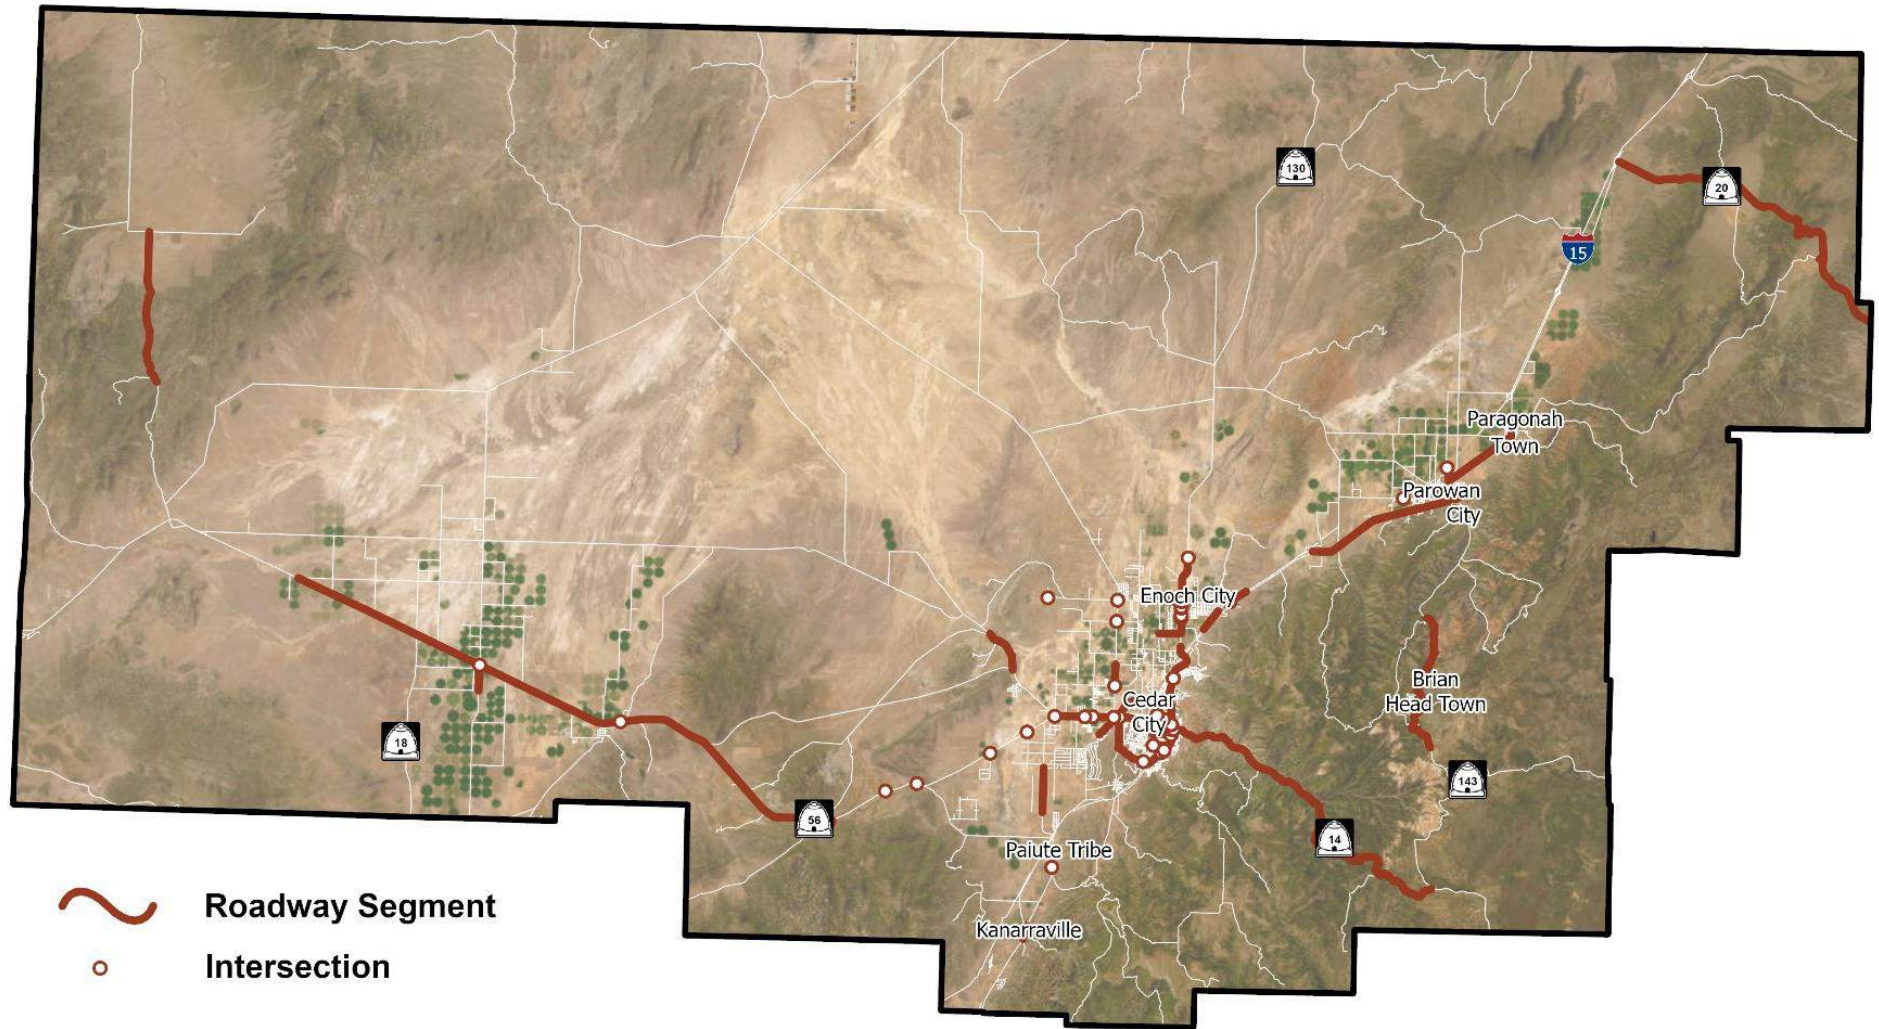 130
20
15
Paragonah
Town
Parowan
City
Enoch City
Brian
Head Town
Cedar
City
18
143
56
14
Paiute Tribe
Kanarraville
Roadway Segment
Intersection